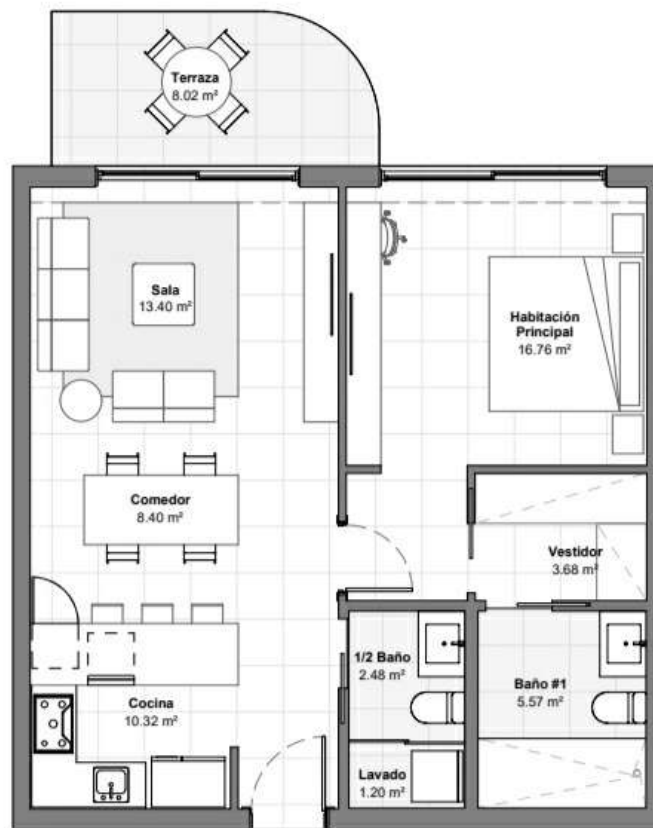 Terraza
8.02 m²
Sala
13.40 m²
Habitación
Principal
16.76 m²
Comedor
8.40 m²
Vestidor
3.68 m²
1/2 Baño
2.48 m²
Baño #1
5.57 m²
Cocina
10.32 m²
Lavado
1.20 m²